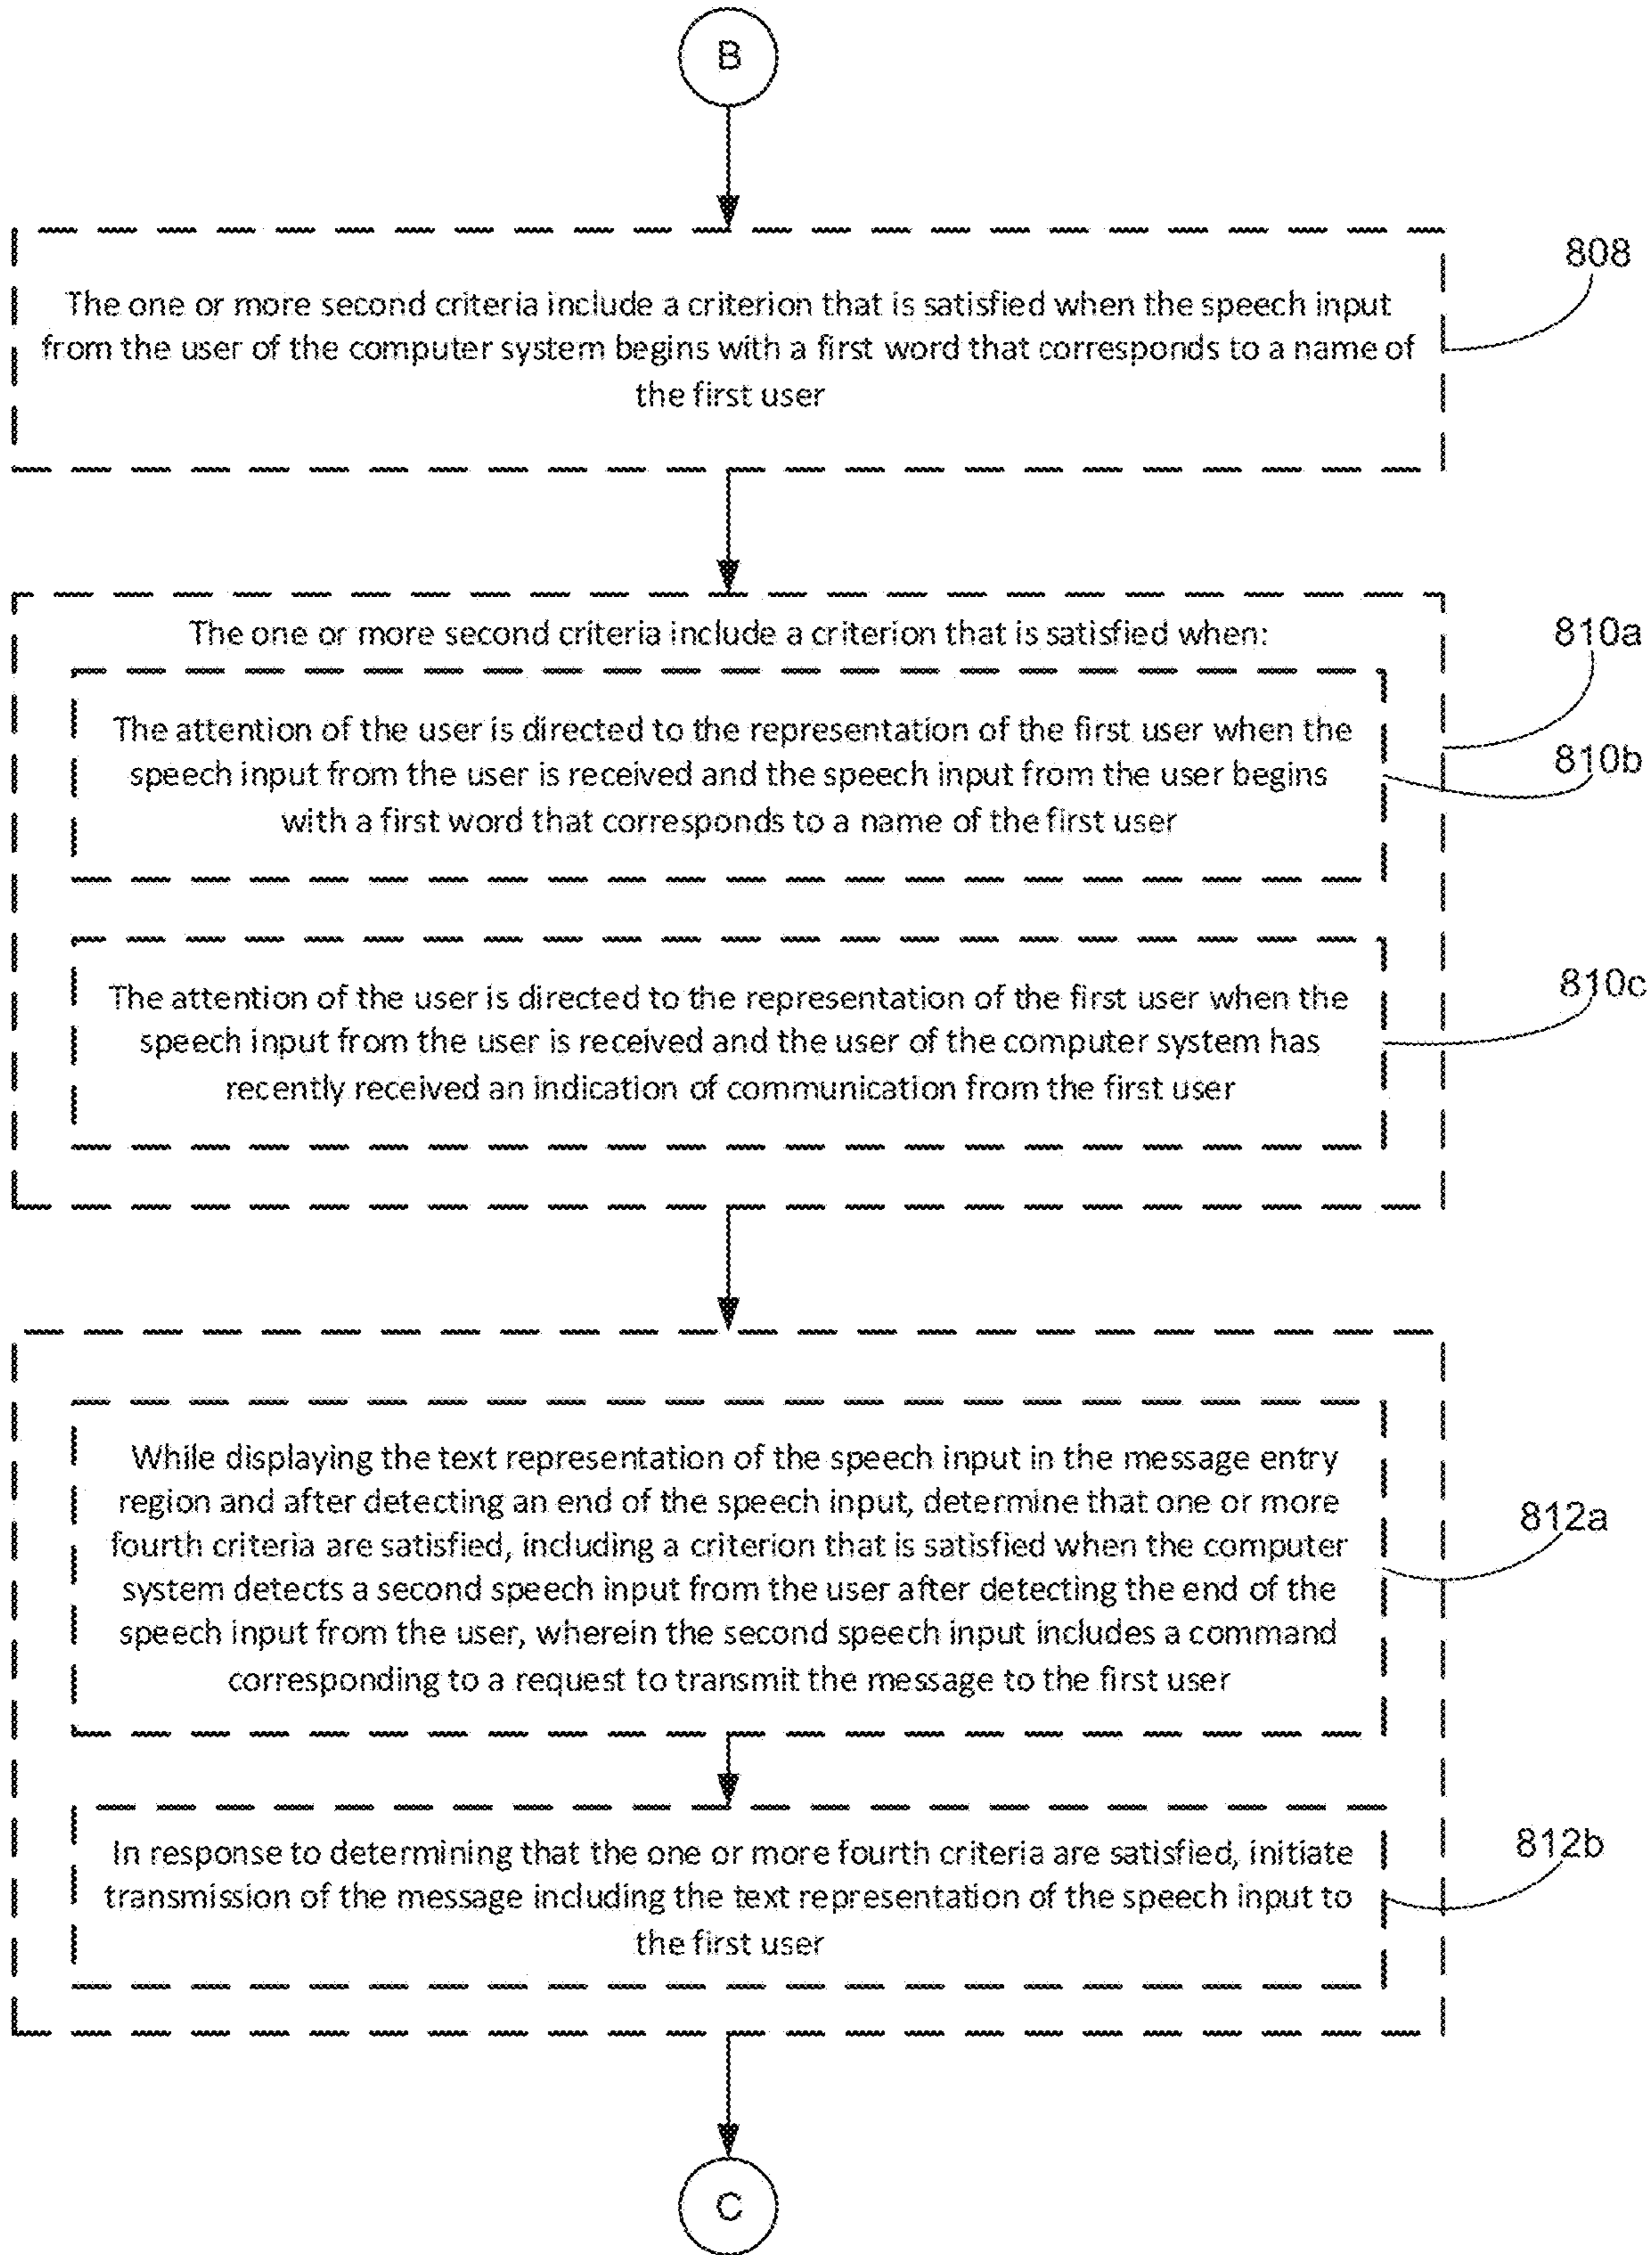 B
The one or more second criteria include a criterion that is satisfied when the speech input
from the user of the computer system begins with a first word that corresponds to a name of
the first user
808
The one or more second criteria include a criterion that is satisfied when:
810a
The attention of the user is directed to the representation of the first user when the
speech input from the user is received and the speech input from the user begins
with a first word that corresponds to a name of the first user
810b
The attention of the user is directed to the representation of the first user when the
speech input from the user is received and the user of the computer system has
recently received an indication of communication from the first user
810c
While displaying the text representation of the speech input in the message entry
region and after detecting an end of the speech input, determine that one or more
fourth criteria are satisfied, including a criterion that is satisfied when the computer
system detects a second speech input from the user after detecting the end of the
speech input from the user, wherein the second speech input includes a command
corresponding to a request to transmit the message to the first user
812a
In response to determining that the one or more fourth criteria are satisfied, initiate
transmission of the message including the text representation of the speech input to
the first user
812b
C